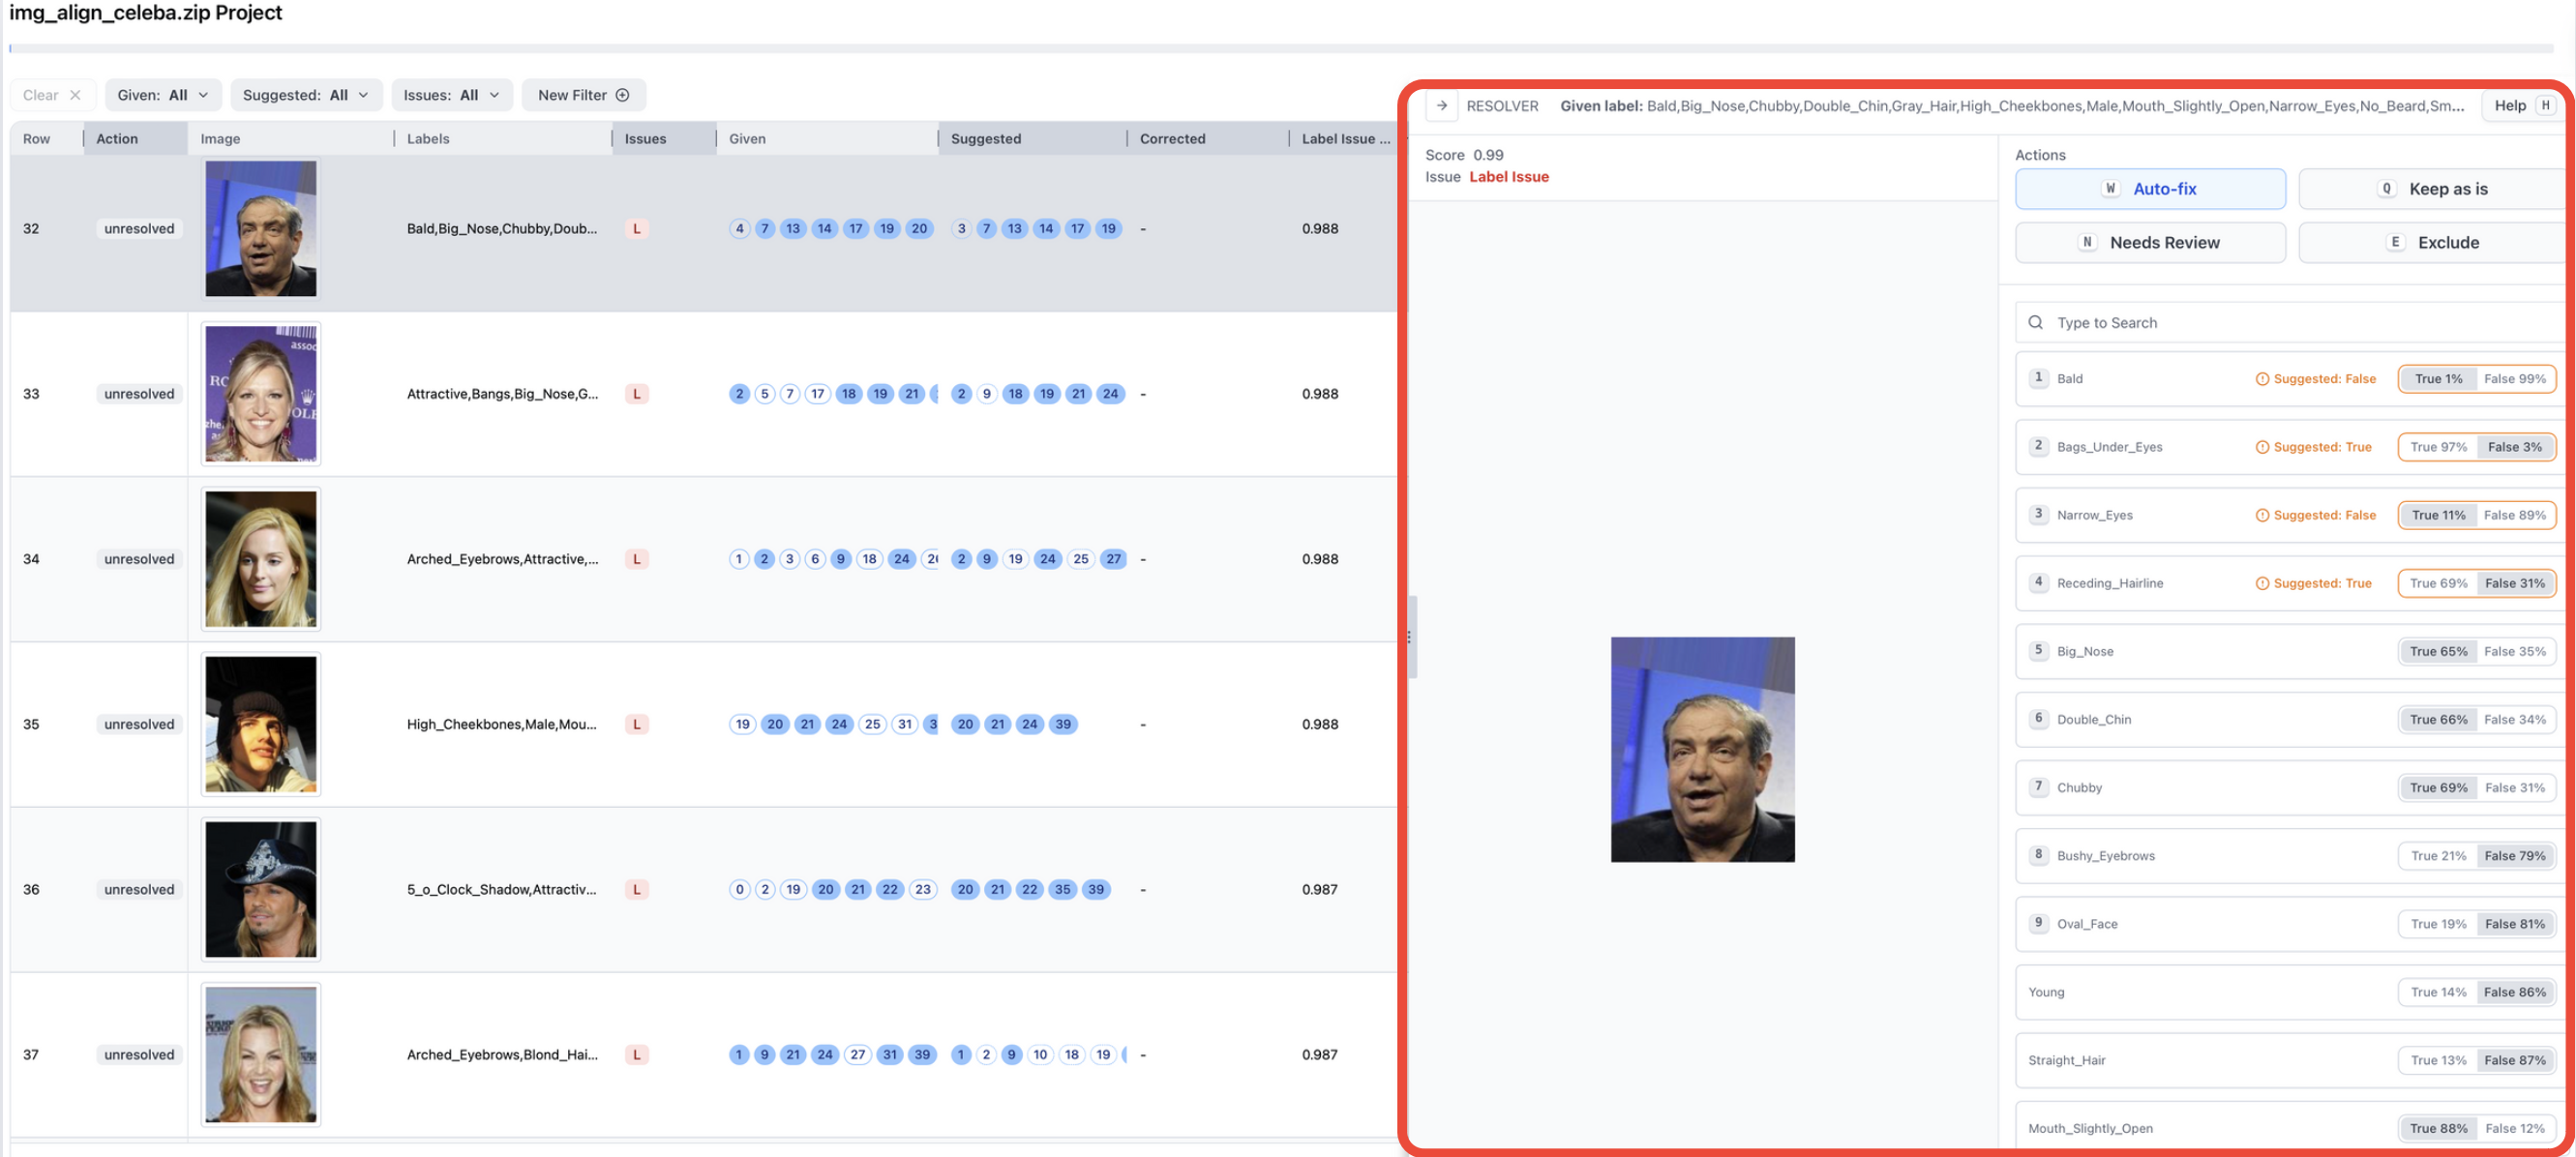 img_align_celeba.zip Project
Clear Given: All Suggested: All Issues: All New Filter
Row Action Image Labels Issues Given Suggested Corrected Label Issue ...
32 unresolved Bald,Big_Nose,Chubby,Doub... L 4 7 13 14 17 19 20 3 7 13 14 17 19 - 0.988
33 unresolved Attractive,Bangs,Big_Nose,G... L 2 5 7 17 18 19 21 2 9 18 19 21 24 - 0.988
34 unresolved Arched_Eyebrows,Attractive,... L 1 2 3 6 9 18 24 2 9 19 24 25 27 - 0.988
35 unresolved High_Cheekbones,Male,Mou... L 19 20 21 24 25 31 20 21 24 39 - 0.988
36 unresolved 5_o_Clock_Shadow,Attractiv... L 0 2 19 20 21 22 23 20 21 22 35 39 - 0.987
37 unresolved Arched_Eyebrows,Blond_Hai... L 1 9 21 24 27 31 39 1 2 9 10 18 19 - 0.987
RESOLVER Given label: Bald,Big_Nose,Chubby,Double_Chin,Gray_Hair,High_Cheekbones,Male,Mouth_Slightly_Open,Narrow_Eyes,No_Beard,Sm... Help H
Score 0.99
Issue Label Issue
Actions
W Auto-fix Q Keep as is
N Needs Review E Exclude
Type to Search
1 Bald Suggested: False True 1% False 99%
2 Bags_Under_Eyes Suggested: True True 97% False 3%
3 Narrow_Eyes Suggested: False True 11% False 89%
4 Receding_Hairline Suggested: True True 69% False 31%
5 Big_Nose True 65% False 35%
6 Double_Chin True 66% False 34%
7 Chubby True 69% False 31%
8 Bushy_Eyebrows True 21% False 79%
9 Oval_Face True 19% False 81%
Young True 14% False 86%
Straight_Hair True 13% False 87%
Mouth_Slightly_Open True 88% False 12%